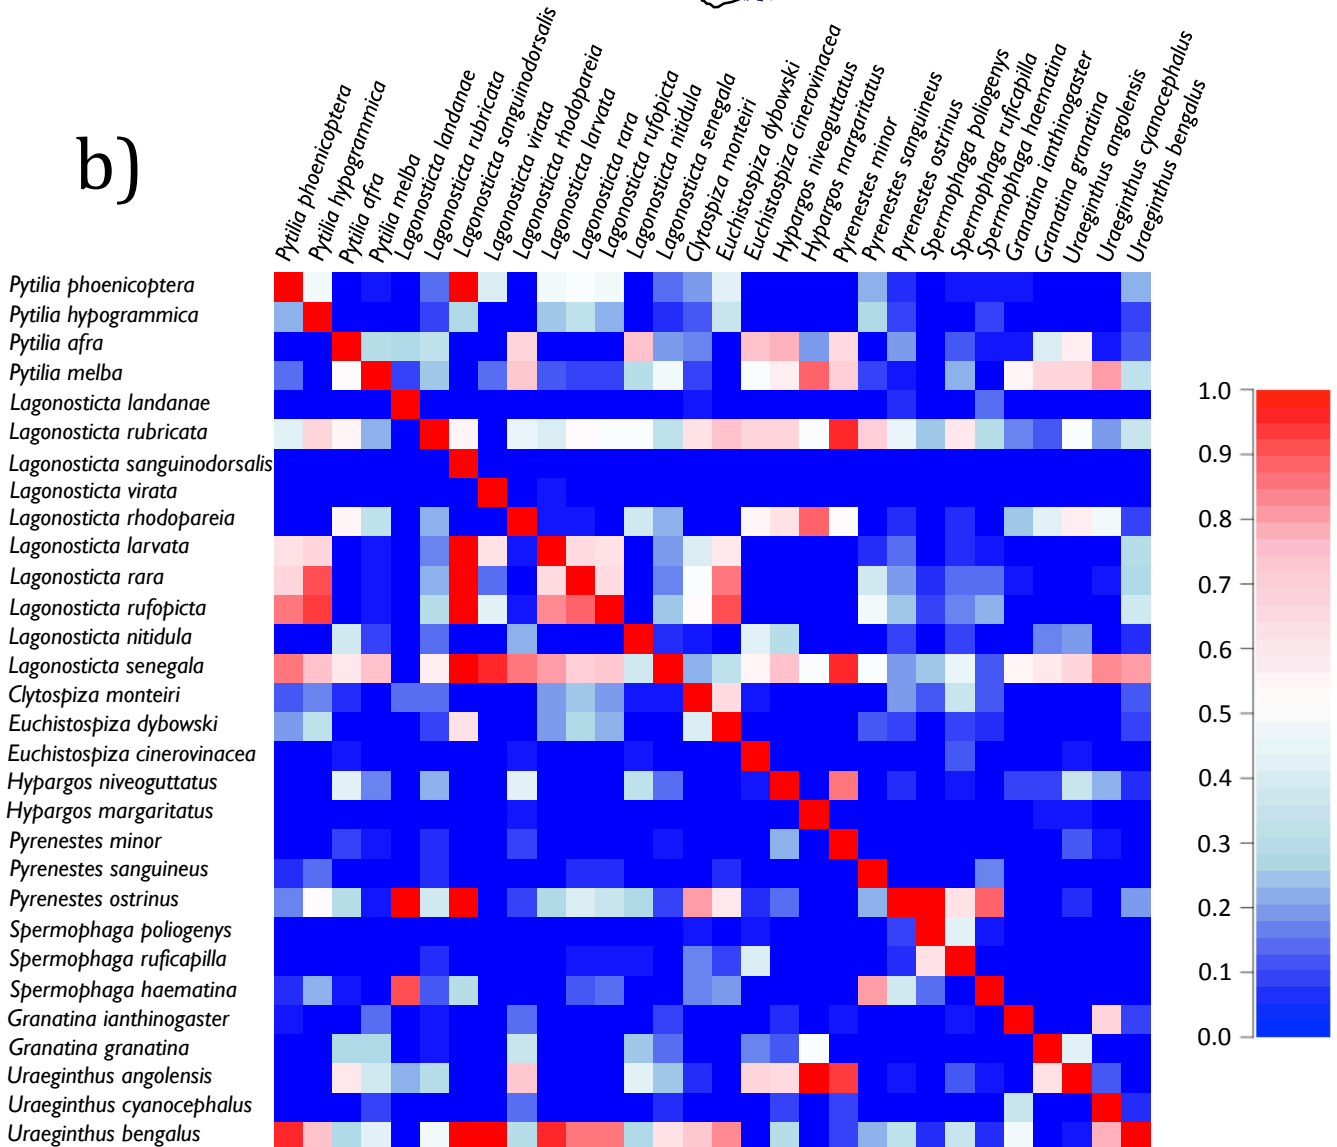 b)
Pytilia phoenicoptera
Pytilia hypogrammica
Pytilia afra
Pytilia melba
Lagonosticta landanae
Lagonosticta rubricata
Lagonosticta sanguinodorsalis
Lagonosticta virata
Lagonosticta rhodopareia
Lagonosticta larvata
Lagonosticta rara
Lagonosticta rufopicta
Lagonosticta nitidula
Lagonosticta senegala
Clytospiza monteiri
Euchistospiza dybowski
Euchistospiza cinerovinacea
Hypargos niveoguttatus
Hypargos margaritatus
Pyrenestes minor
Pyrenestes sanguineus
Pyrenestes ostrinus
Spermophaga poliogenys
Spermophaga ruficapilla
Spermophaga haematina
Granatina ianthinogaster
Granatina granatina
Uraeginthus angolensis
Uraeginthus cyanocephalus
Uraeginthus bengalus
Pytilia phoenicoptera
Pytilia hypogrammica
Pytilia afra
Pytilia melba
Lagonosticta landanae
Lagonosticta rubricata
Lagonosticta sanguinodorsalis
Lagonosticta virata
Lagonosticta rhodopareia
Lagonosticta larvata
Lagonosticta rara
Lagonosticta rufopicta
Lagonosticta nitidula
Lagonosticta senegala
Clytospiza monteiri
Euchistospiza dybowski
Euchistospiza cinerovinacea
Hypargos niveoguttatus
Hypargos margaritatus
Pyrenestes minor
Pyrenestes sanguineus
Pyrenestes ostrinus
Spermophaga poliogenys
Spermophaga ruficapilla
Spermophaga haematina
Granatina ianthinogaster
Granatina granatina
Uraeginthus angolensis
Uraeginthus cyanocephalus
Uraeginthus bengalus
1.0
0.9
0.8
0.7
0.6
0.5
0.4
0.3
0.2
0.1
0.0